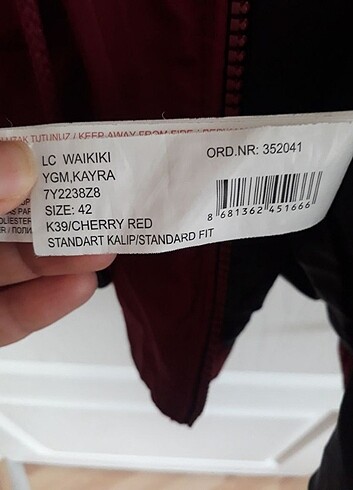 TUTUNUZ / KEEP AWAY FROM FIRE /
LC WAIKIKI
ORD.NR: 352041
YGM,KAYRA
7Y2238Z8
SIZE: 42
8 681362 451666
K39/CHERRY RED
STANDART KALIP/STANDARD FIT